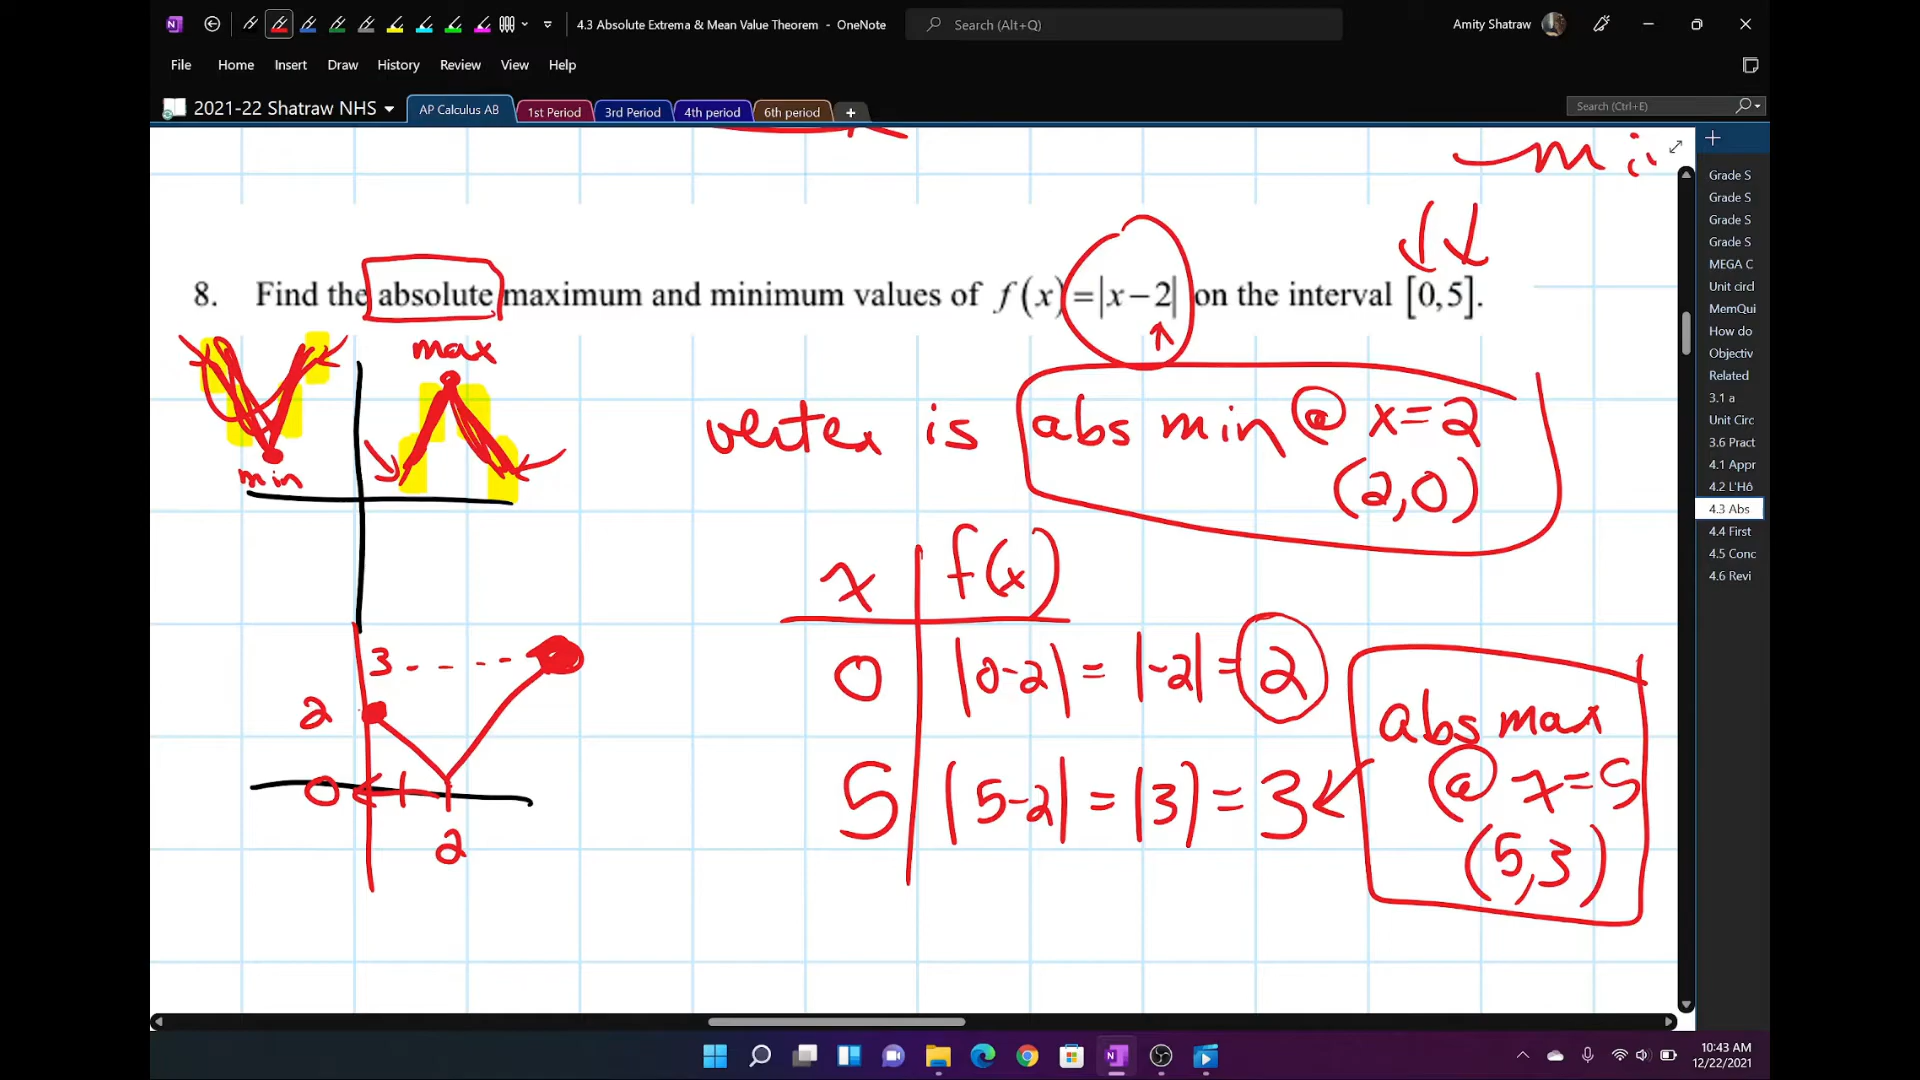 4.3 Absolute Extrema & Mean Value Theorem - OneNote
Search (Alt+Q)
Amity Shatraw
File Home Insert Draw History Review View Help
2021-22 Shatraw NHS
AP Calculus AB
1st Period
3rd Period
4th period
6th period
Search (Ctrl+E)
8. Find the absolute maximum and minimum values of f(x)=|x-2| on the interval [0,5].
max
min
vertex is abs min @ x=2
(2,0)
x f(x)
0 |0-2| = |-2| = 2
5 |5-2| = |3| = 3
abs max
@ x=5
(5,3)
3
2
0
2
Grade S
Grade S
Grade S
Grade S
MEGA C
Unit circl
MemQui
How do
Objectiv
Related
3.1 a
Unit Circ
3.6 Pract
4.1 Appr
4.2 L'Hô
4.3 Abs
4.4 First
4.5 Conc
4.6 Revi
10:43 AM
12/22/2021